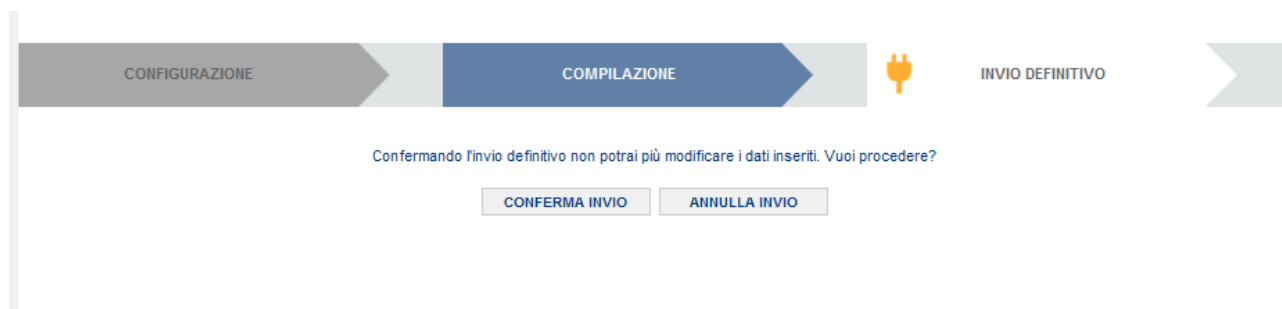 CONFIGURAZIONE
COMPILAZIONE
INVIO DEFINITIVO
Confermando l'invio definitivo non potrai più modificare i dati inseriti. Vuoi procedere?
CONFERMA INVIO
ANNULLA INVIO